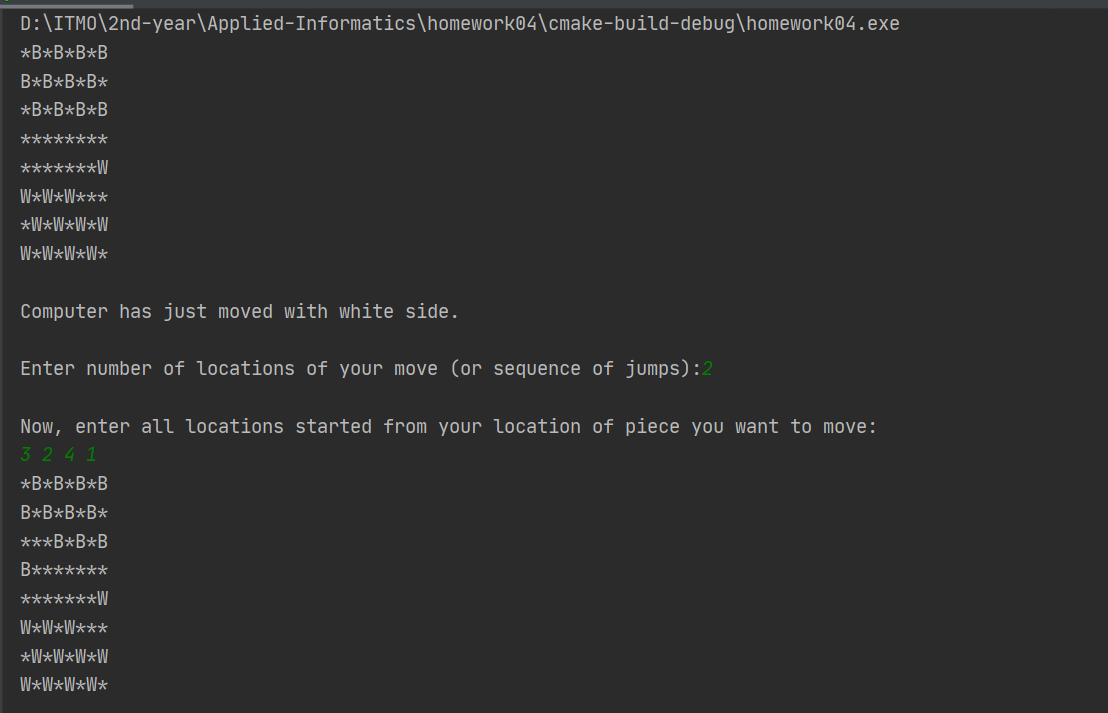 D:\ITMO\2nd-year\Applied-Informatics\homework04\cmake-build-debug\homework04.exe
*B*B*B*B
B*B*B*B*
*B*B*B*B
********
*******W
W*W*W***
*W*W*W*W
W*W*W*W*
Computer has just moved with white side.
Enter number of locations of your move (or sequence of jumps):2
Now, enter all locations started from your location of piece you want to move:
3 2 4 1
*B*B*B*B
B*B*B*B*
***B*B*B
B*******
*******W
W*W*W***
*W*W*W*W
W*W*W*W*